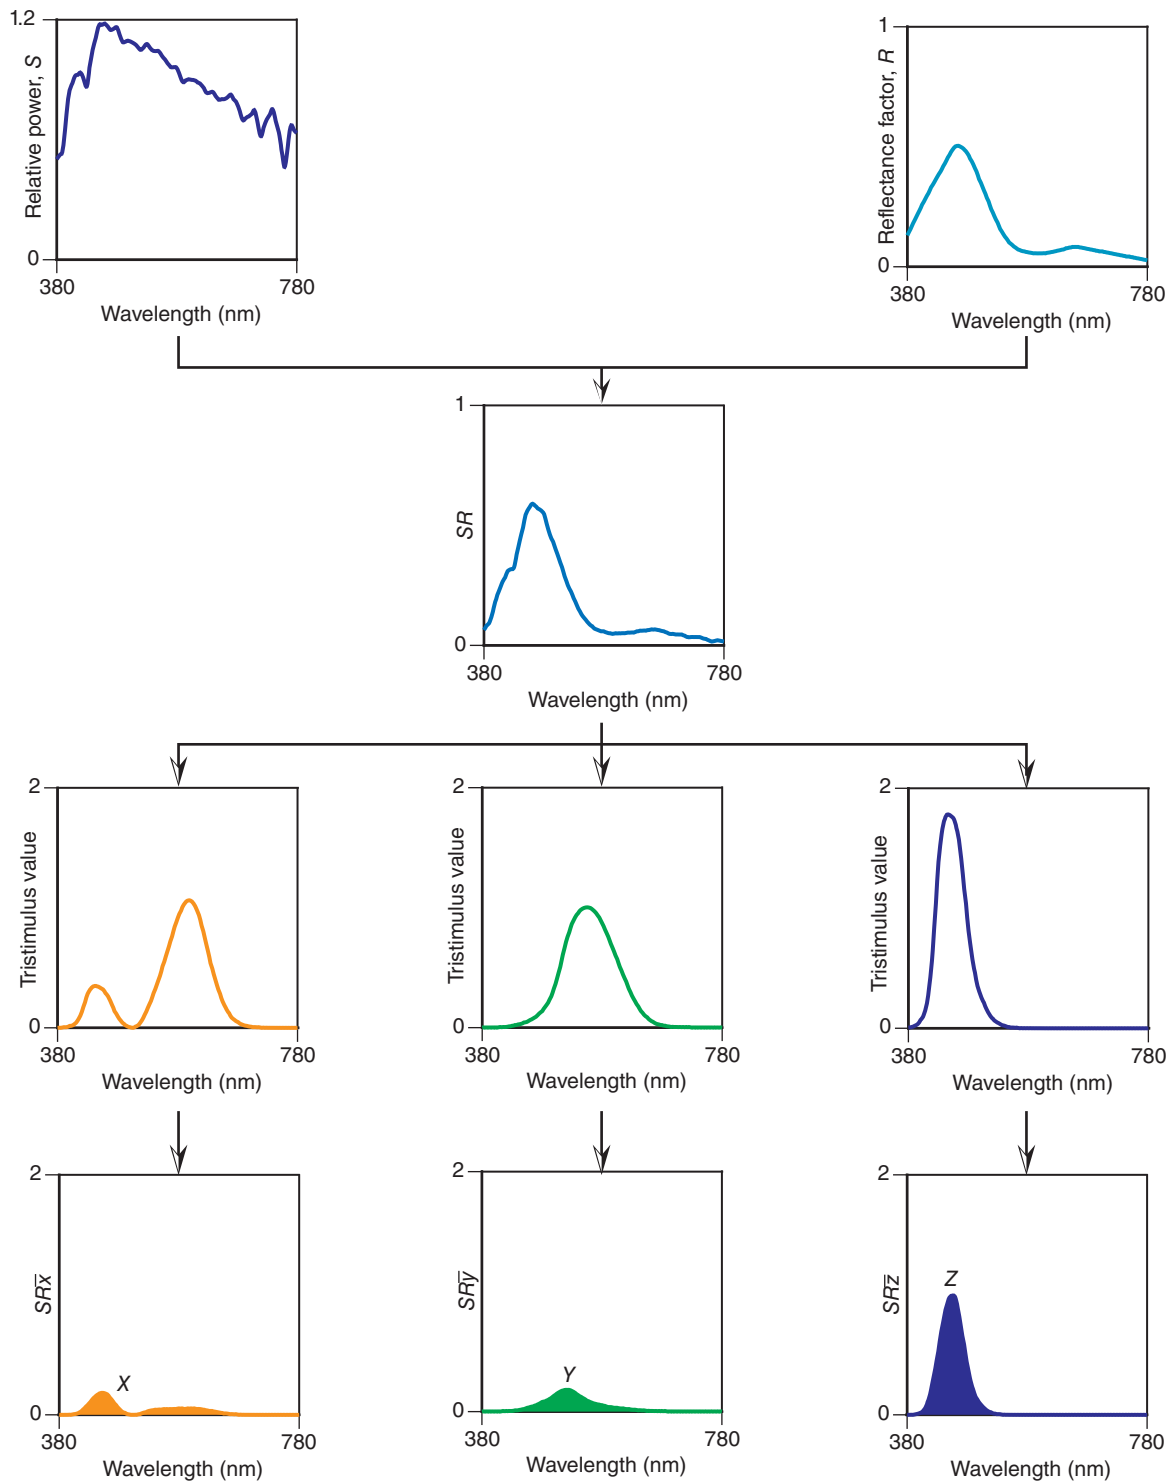 1.2
Relative power, S
0
380
780
Wavelength (nm)
1
Reflectance factor, R
0
380
780
Wavelength (nm)
1
SR
0
380
780
Wavelength (nm)
2
Tristimulus value
0
380
780
Wavelength (nm)
2
Tristimulus value
0
380
780
Wavelength (nm)
2
Tristimulus value
0
380
780
Wavelength (nm)
2
SRx̅
X
0
380
780
Wavelength (nm)
2
SRy̅
Y
0
380
780
Wavelength (nm)
2
SRz̅
Z
0
380
780
Wavelength (nm)